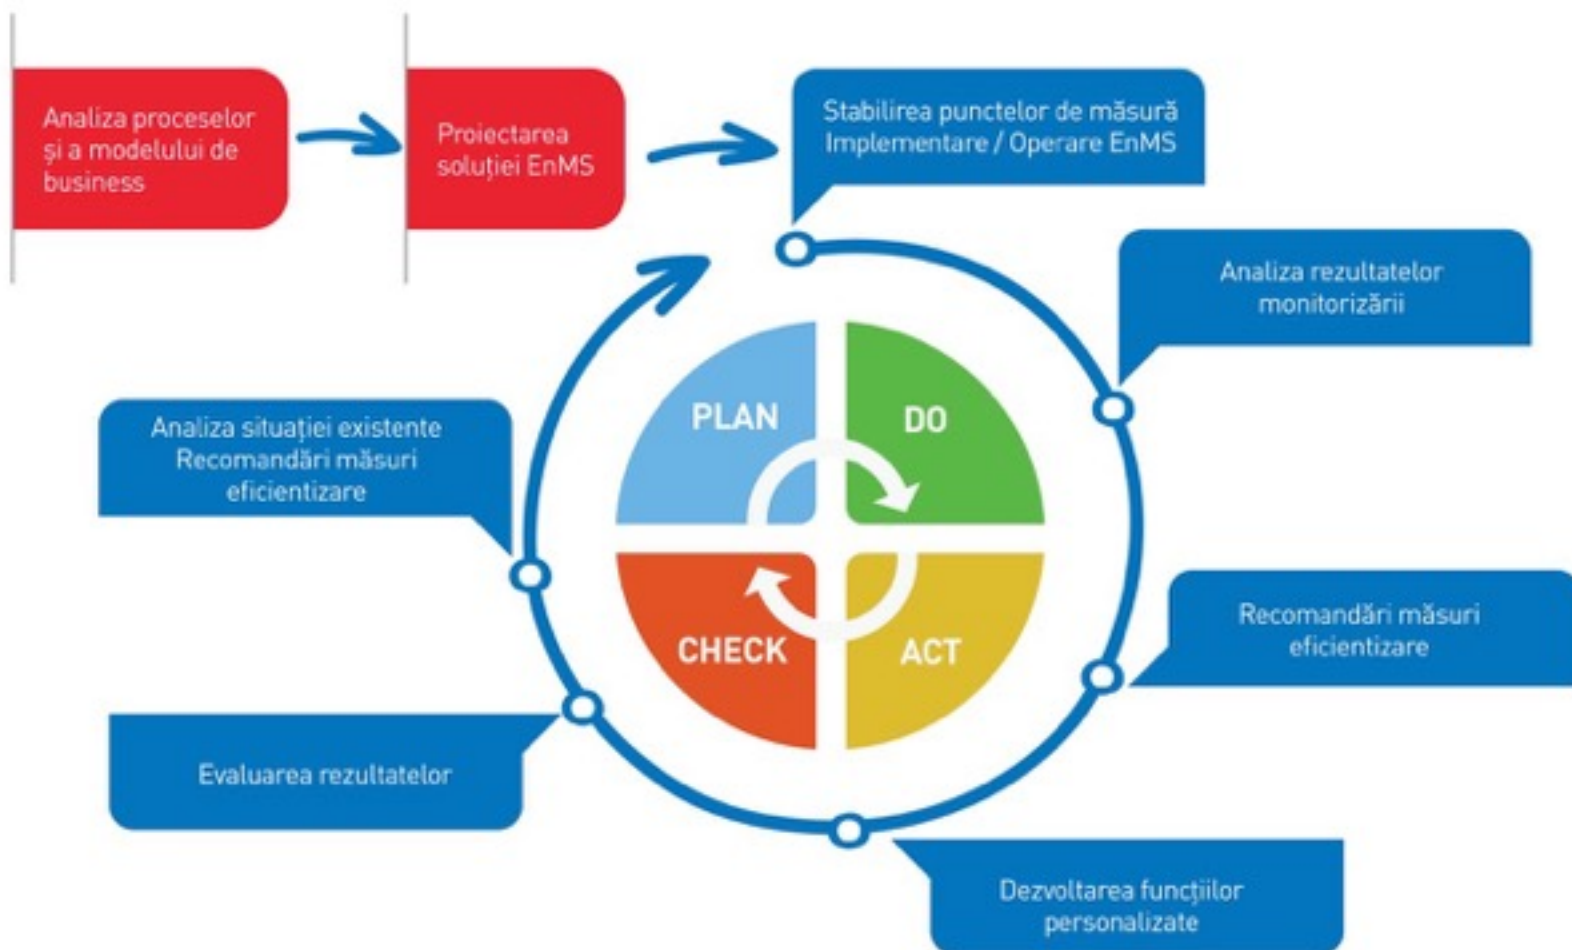 Analiza proceselor
și a modelului de
business
Proiectarea
soluției EnMS
Stabilirea punctelor de măsură
Implementare / Operare EnMS
Analiza rezultatelor
monitorizării
Recomandări măsuri
eficientizare
Dezvoltarea funcțiilor
personalizate
Evaluarea rezultatelor
Analiza situației existente
Recomandări măsuri
eficientizare
PLAN
DO
CHECK
ACT